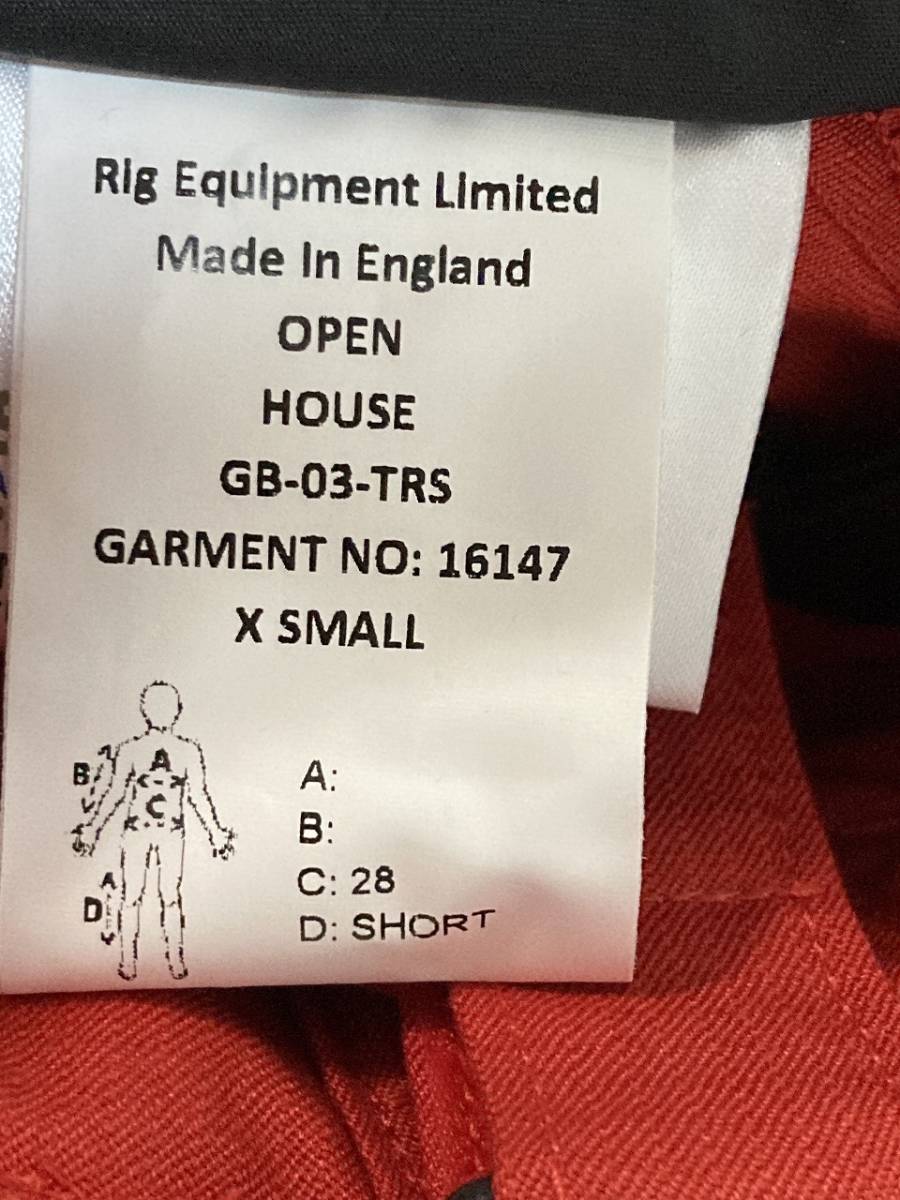 Rig Equipment Limited
Made In England
OPEN
HOUSE
GB-03-TRS
GARMENT NO: 16147
X SMALL
A
B
C
A
D
A:
B:
C: 28
D: SHORT